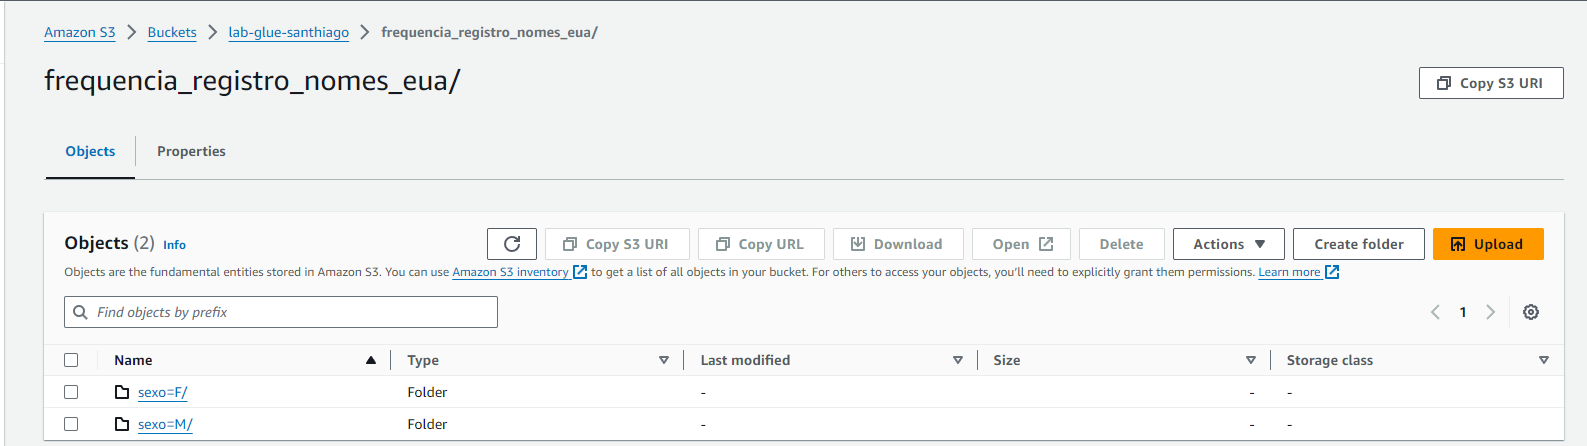 Amazon S3 > Buckets > lab-glue-santhiago > frequencia_registro_nomes_eua/
frequencia_registro_nomes_eua/
Copy S3 URI
Objects Properties
Objects (2) Info
Copy S3 URI Copy URL Download Open Delete Actions Create folder Upload
Objects are the fundamental entities stored in Amazon S3. You can use Amazon S3 inventory to get a list of all objects in your bucket. For others to access your objects, you'll need to explicitly grant them permissions. Learn more
Find objects by prefix
1
Name Type Last modified Size Storage class
sexo=F/ Folder - - -
sexo=M/ Folder - - -